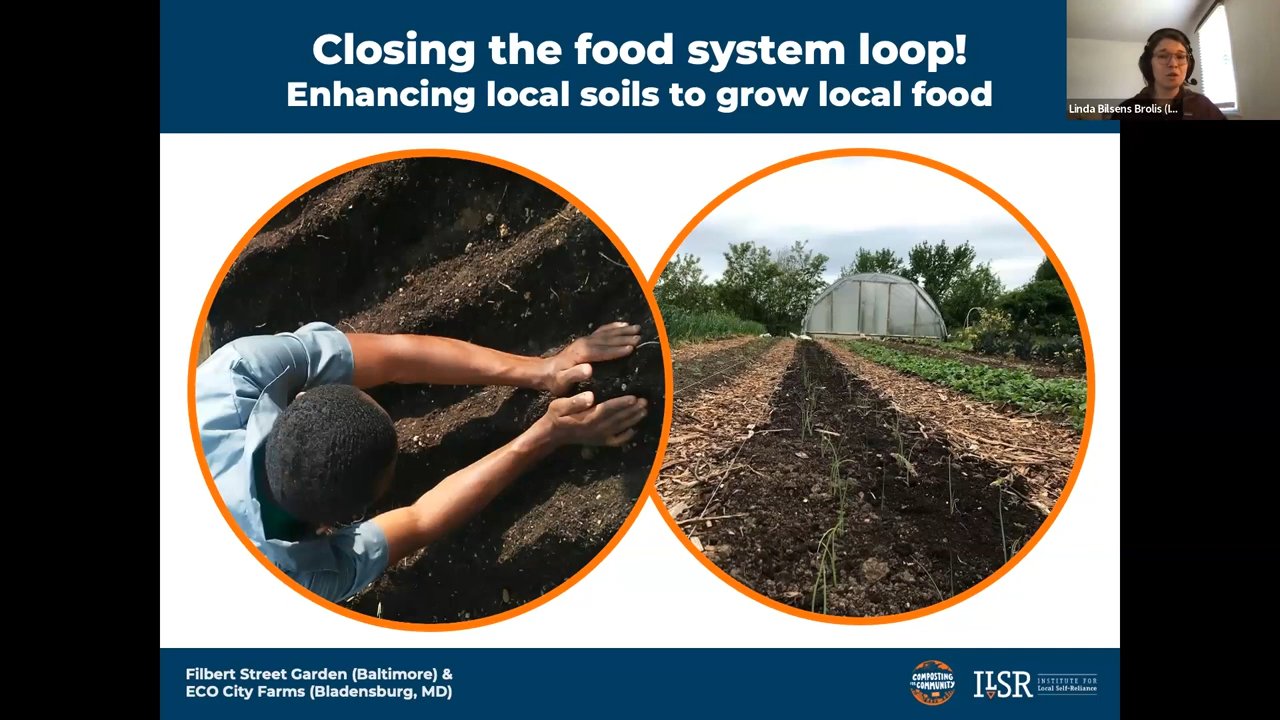 Closing the food system loop!
Enhancing local soils to grow local food
Linda Bilsens Brolis (I...
Filbert Street Garden (Baltimore) &
ECO City Farms (Bladensburg, MD)
COMPOSTING
FOR
COMMUNITY
ILSR
INSTITUTE FOR
Local Self-Reliance